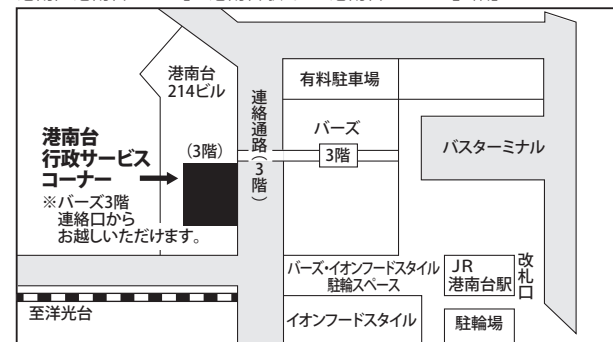 港南台
214ビル
有料駐車場
連絡通路(3階)
バーズ
3階
バスターミナル
港南台
行政サービス
コーナー
(3階)
※バーズ3階
連絡口から
お越しいただけます。
バーズ・イオンフードスタイル
駐輪スペース
JR
港南台駅
改札口
至洋光台
イオンフードスタイル
駐輪場